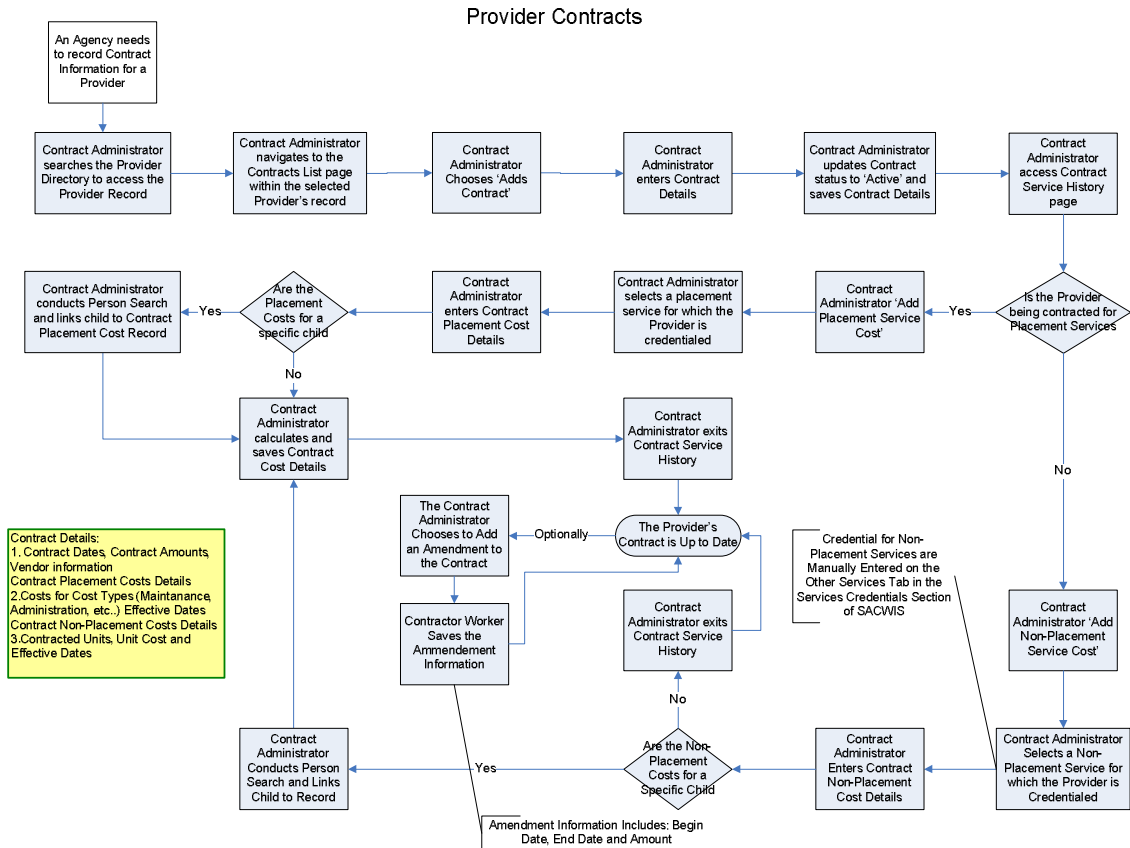 Provider Contracts
An Agency needs
to record Contract
Information for a
Provider
Contract Administrator
searches the Provider
Directory to access the
Provider Record
Contract Administrator
navigates to the
Contracts List page
within the selected
Provider's record
Contract
Administrator
Chooses 'Adds
Contract'
Contract
Administrator
enters Contract
Details
Contract Administrator
updates Contract
status to 'Active' and
saves Contract Details
Contract
Administrator
access Contract
Service History
page
Is the Provider
being contracted for
Placement Services
Yes
Contract
Administrator 'Add
Placement Service
Cost'
Contract Administrator
selects a placement
service for which the
Provider is
credentialed
Contract
Administrator
enters Contract
Placement Cost
Details
Are the
Placement
Costs for a
specific child
Yes
Contract Administrator
conducts Person Search
and links child to Contract
Placement Cost Record
No
Contract
Administrator
calculates and
saves Contract
Cost Details
Contract
Administrator exits
Contract Service
History
No
The Contract
Administrator
Chooses to Add
an Amendment to
the Contract
Optionally
The Provider's
Contract is Up to Date
Credential for Non-
Placement Services are
Manually Entered on the
Other Services Tab in the
Services Credentials Section
of SACWIS
Contract Details:
1. Contract Dates, Contract Amounts,
Vendor information
Contract Placement Costs Details
2.Costs for Cost Types (Maintanance,
Administration, etc..) Effective Dates
Contract Non-Placement Costs Details
3.Contracted Units, Unit Cost and
Effective Dates
Contractor Worker
Saves the
Ammendement
Information
Contract
Administrator exits
Contract Service
History
Contract
Administrator 'Add
Non-Placement
Service Cost'
No
Contract
Administrator
Conducts Person
Search and Links
Child to Record
Yes
Are the Non-
Placement
Costs for a
Specific Child
Contract
Administrator
Enters Contract
Non-Placement
Cost Details
Contract Administrator
Selects a Non-
Placement Service for
which the Provider is
Credentialed
Amendment Information Includes: Begin
Date, End Date and Amount